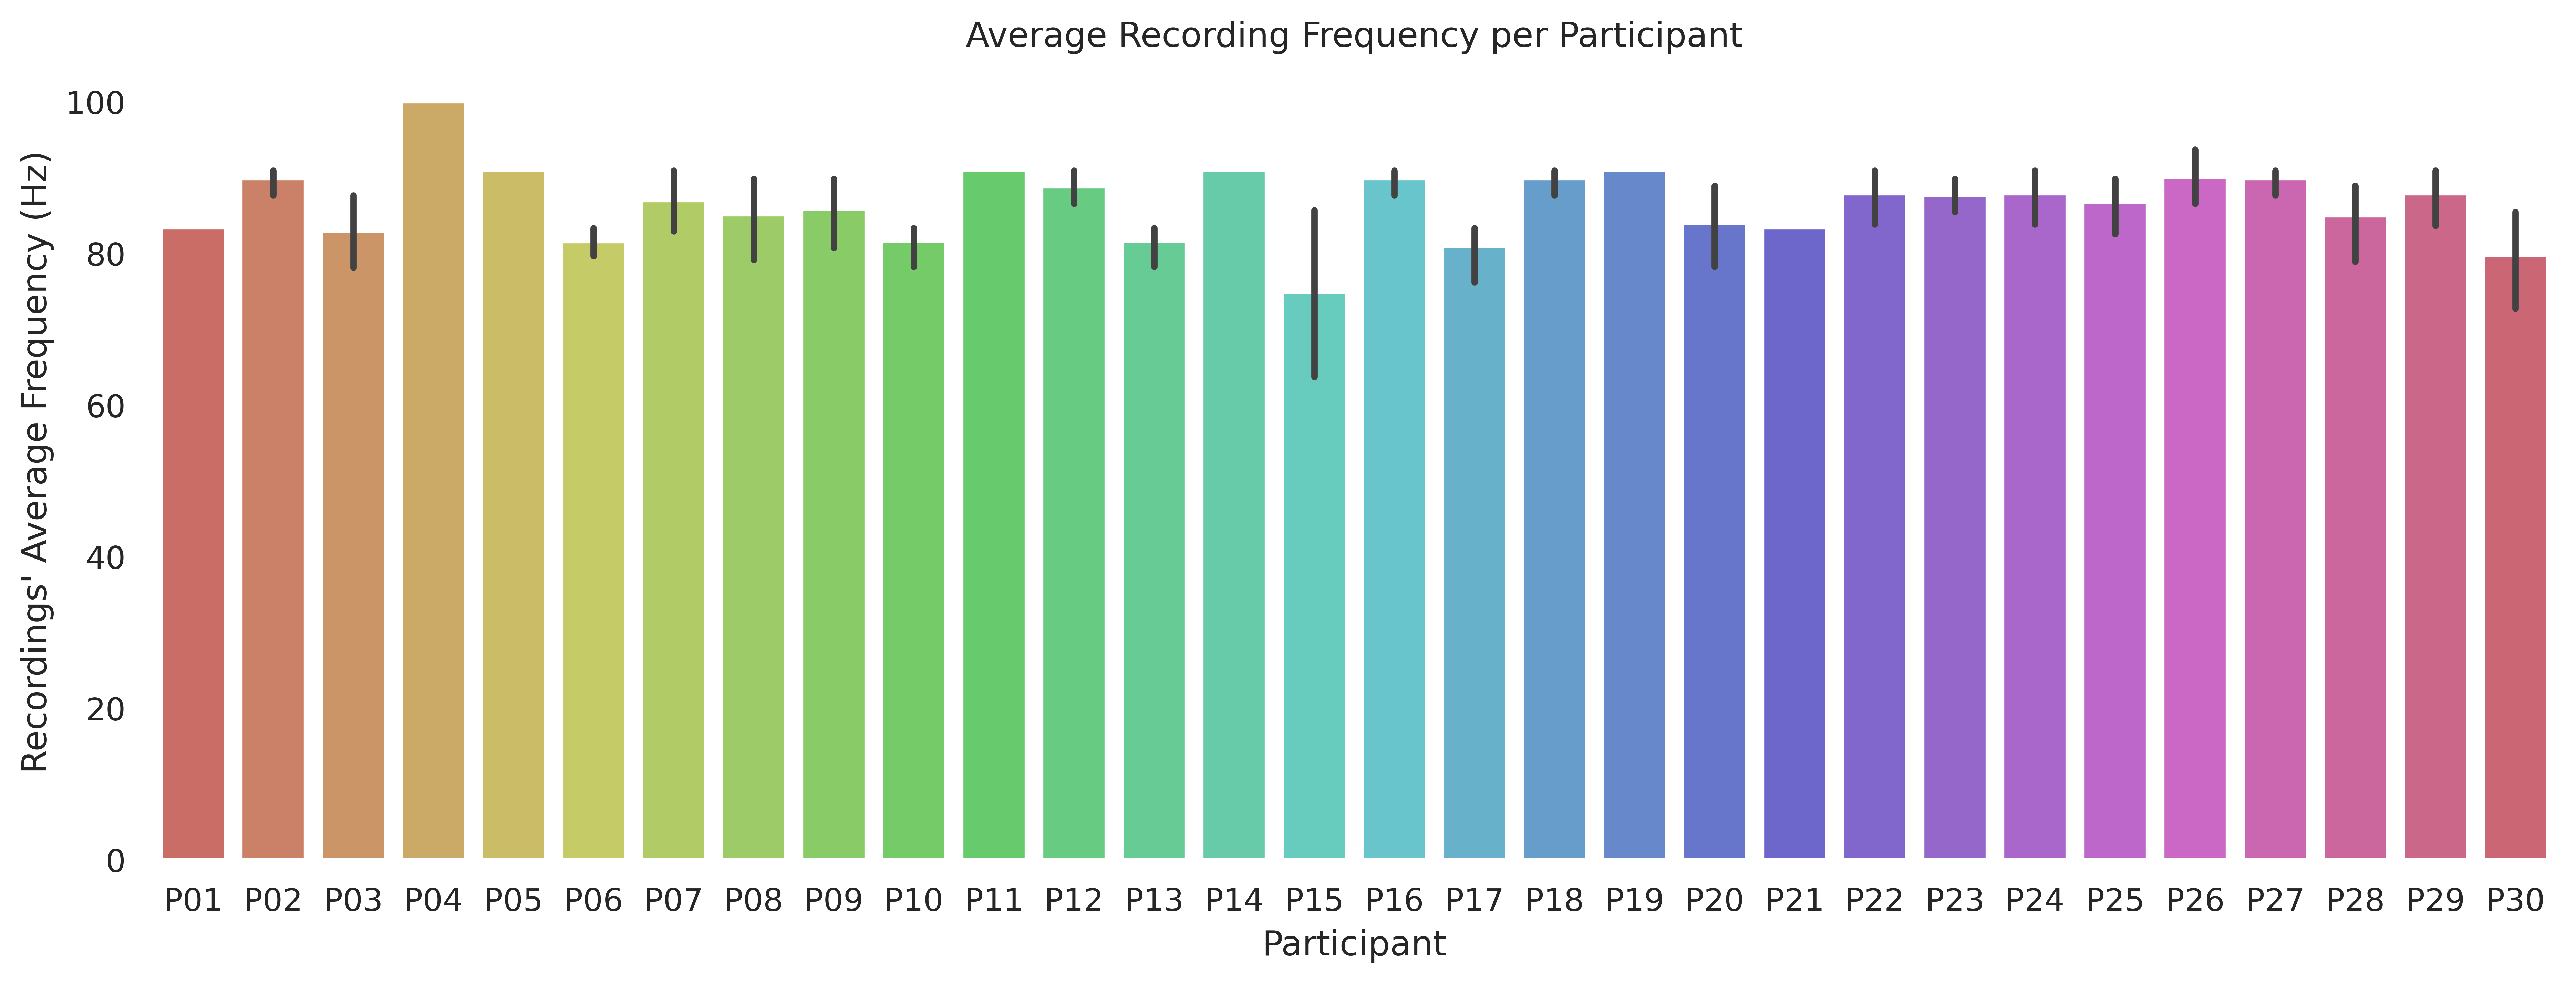 Average Recording Frequency per Participant
Recordings' Average Frequency (Hz)
100
80
60
40
20
0
P01 P02 P03 P04 P05 P06 P07 P08 P09 P10 P11 P12 P13 P14 P15 P16 P17 P18 P19 P20 P21 P22 P23 P24 P25 P26 P27 P28 P29 P30
Participant